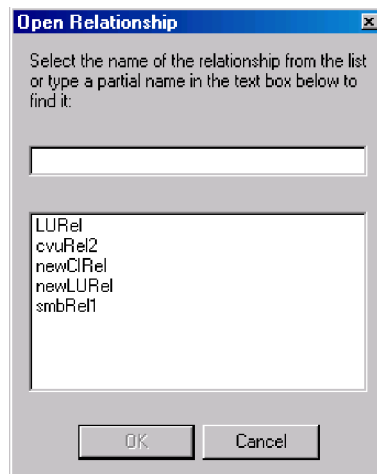 Open Relationship
Select the name of the relationship from the list
or type a partial name in the text box below to
find it:
LURel
cvuRel2
newCIRel
newLURel
smbRel1
OK
Cancel